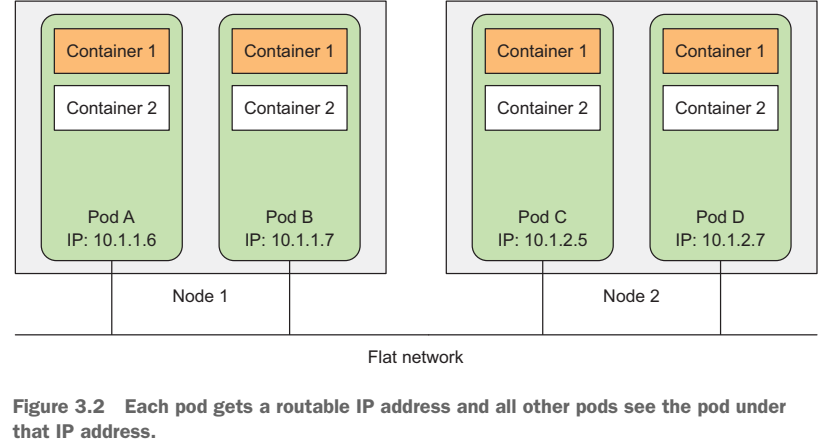 Container 1
Container 2
Pod A
IP: 10.1.1.6
Container 1
Container 2
Pod B
IP: 10.1.1.7
Node 1
Container 1
Container 2
Pod C
IP: 10.1.2.5
Container 1
Container 2
Pod D
IP: 10.1.2.7
Node 2
Flat network
Figure 3.2 Each pod gets a routable IP address and all other pods see the pod under
that IP address.